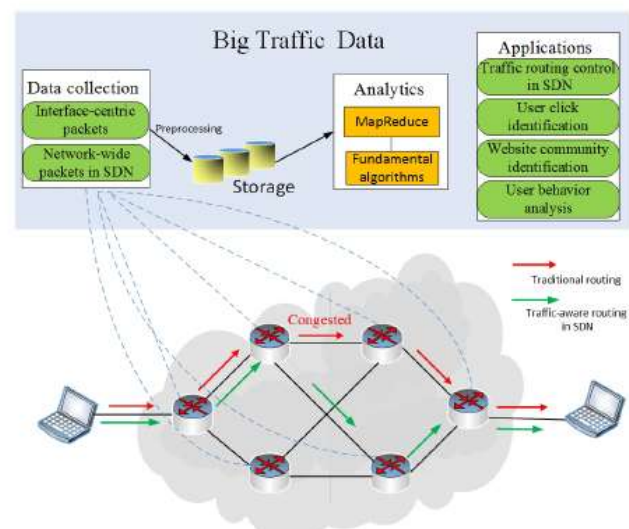 Big Traffic Data
Data collection
Interface-centric
packets
Network-wide
packets in SDN
Preprocessing
Storage
Analytics
MapReduce
Fundamental
algorithms
Applications
Traffic routing control
in SDN
User click
identification
Website community
identification
User behavior
analysis
Traditional routing
Traffic-aware routing
in SDN
Congested